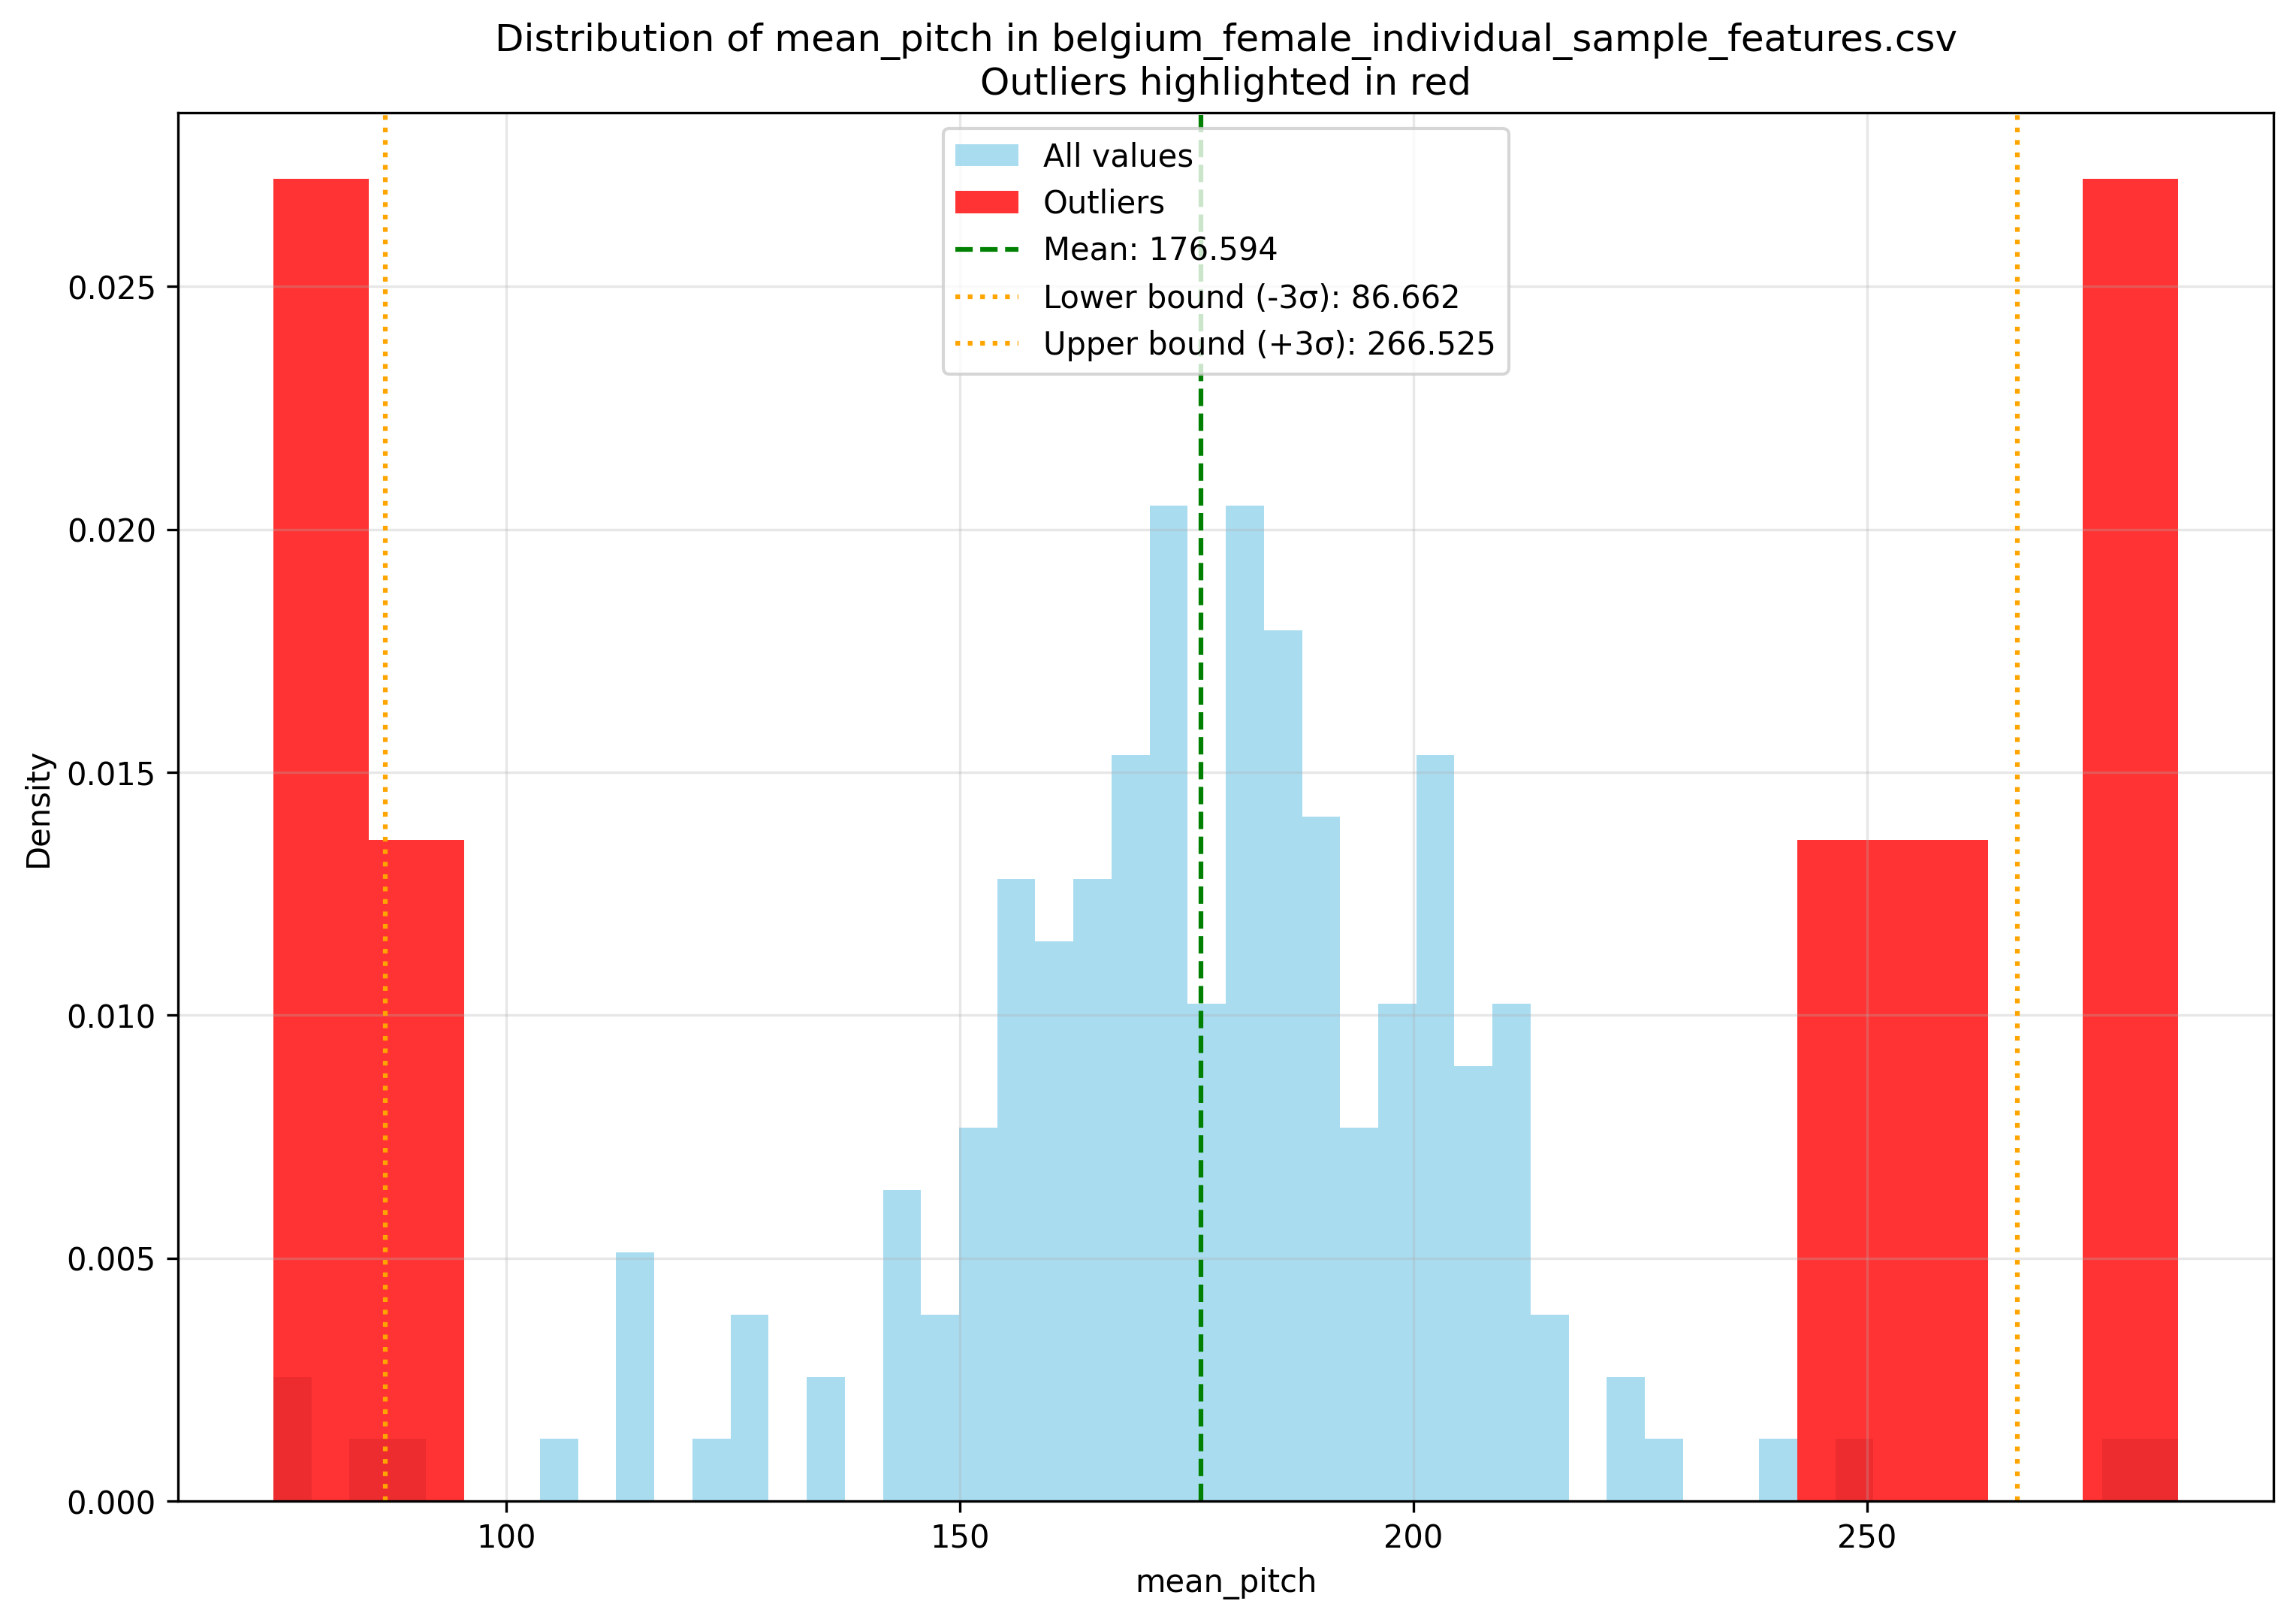 Distribution of mean_pitch in belgium_female_individual_sample_features.csv
Outliers highlighted in red
All values
Outliers
Mean: 176.594
Lower bound (-3σ): 86.662
Upper bound (+3σ): 266.525
Density
0.025
0.020
0.015
0.010
0.005
0.000
100
150
200
250
mean_pitch